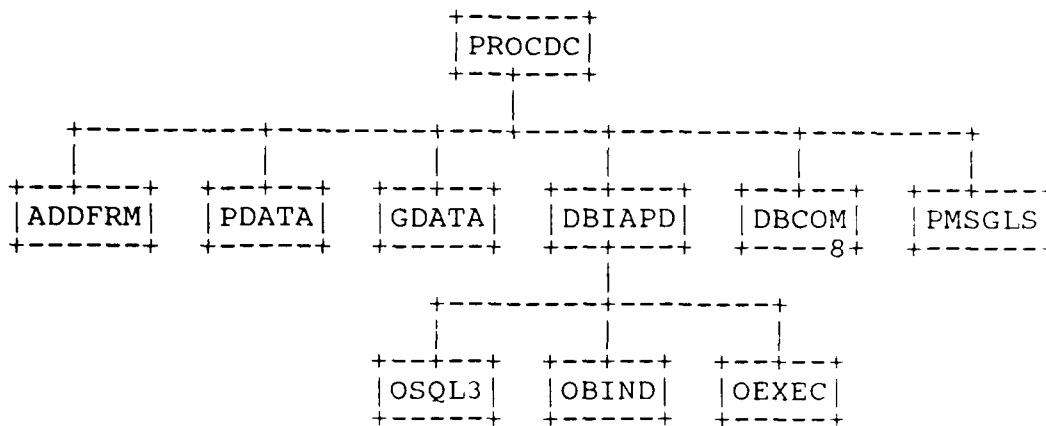 PROCDC
ADDFRM PDATA GDATA DBIAPD DBCOM PMSGLS
8
OSQL3 OBIND OEXEC